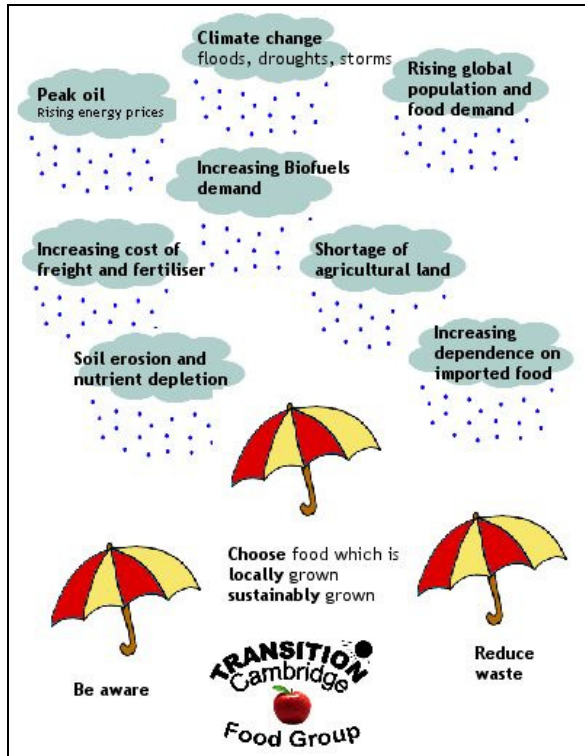 Climate change
floods, droughts, storms
Rising global
population and
food demand
Peak oil
Rising energy prices
Increasing Biofuels
demand
Increasing cost of
freight and fertiliser
Shortage of
agricultural land
Increasing
dependence on
imported food
Soil erosion and
nutrient depletion
Choose food which is
locally grown
sustainably grown
Be aware
Reduce
waste
TRANSITION
Cambridge
Food Group